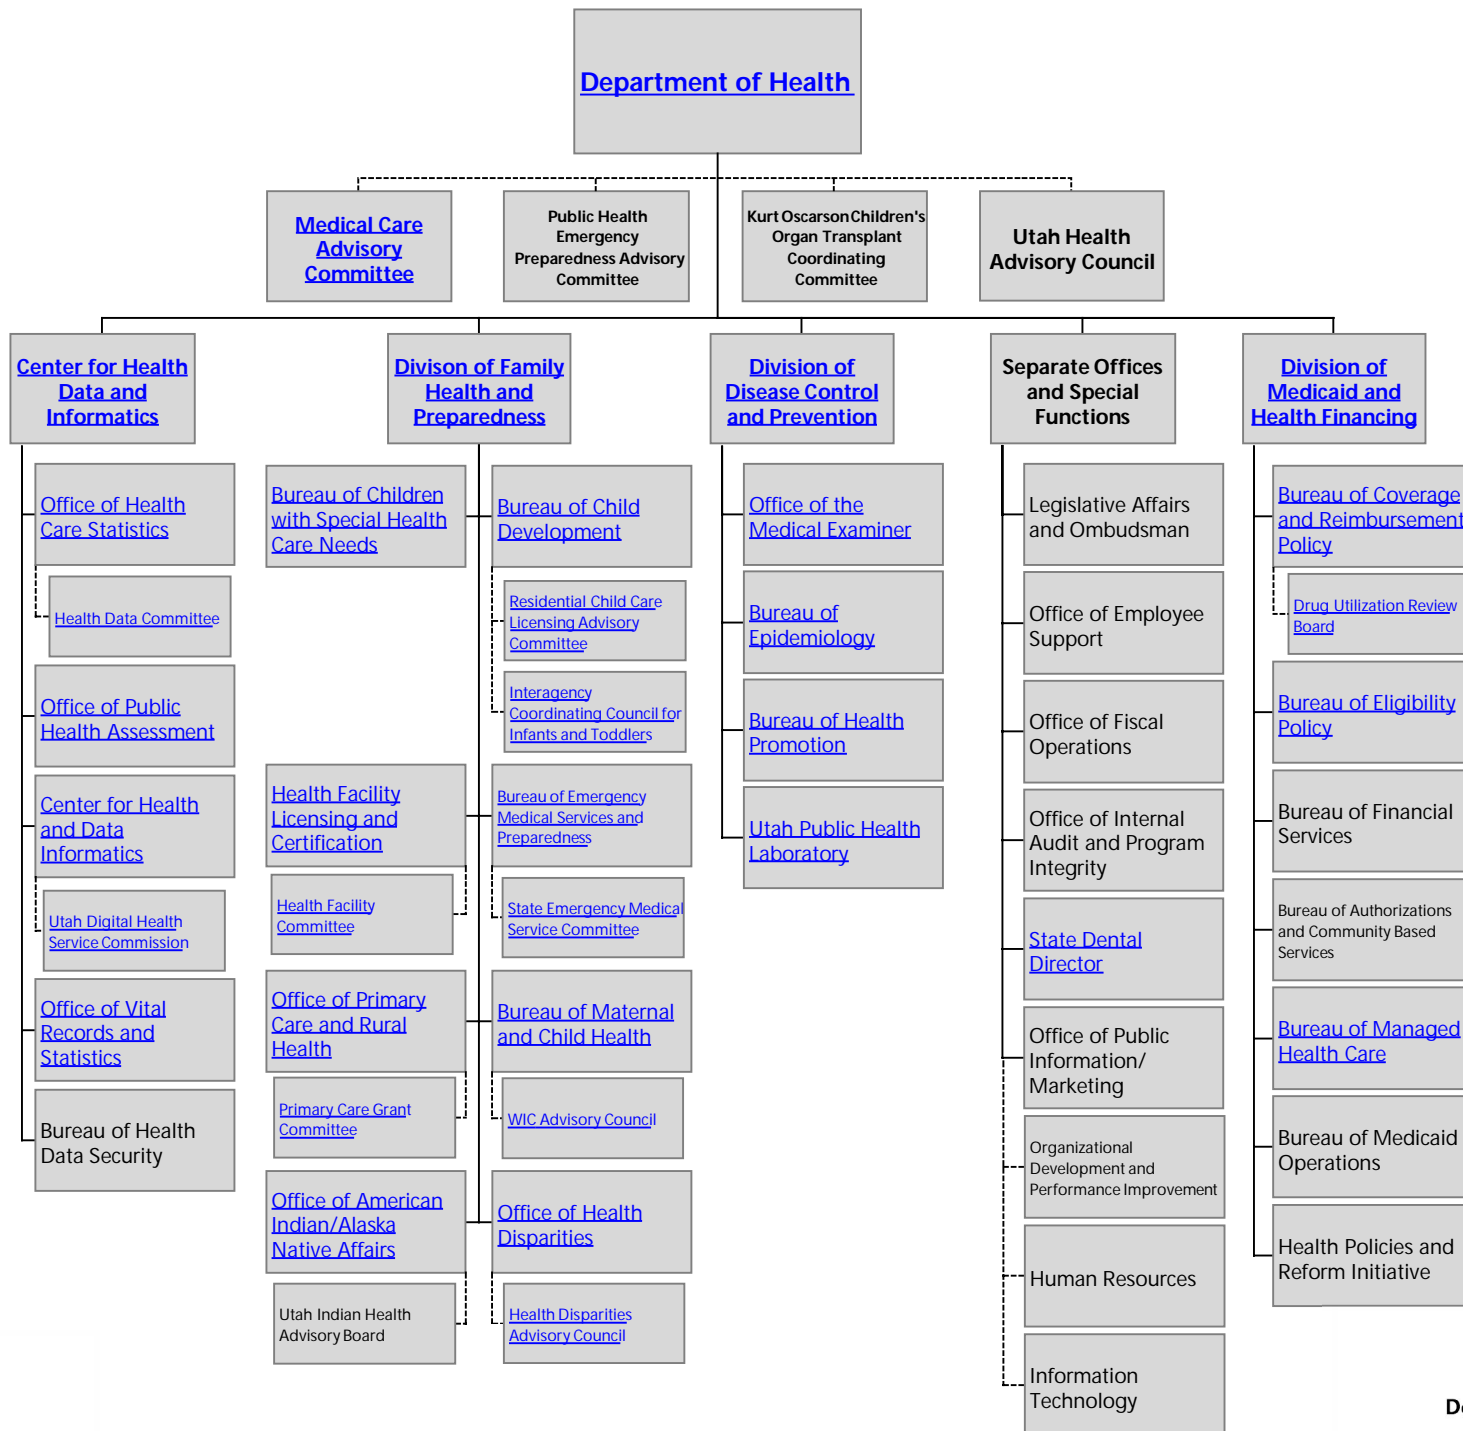 Department of Health
Medical Care
Advisory
Committee
Public Health
Emergency
Preparedness Advisory
Committee
Kurt Oscarson Children's
Organ Transplant
Coordinating
Committee
Utah Health
Advisory Council
Center for Health
Data and
Informatics
Divison of Family
Health and
Preparedness
Division of
Disease Control
and Prevention
Separate Offices
and Special
Functions
Division of
Medicaid and
Health Financing
Office of Health
Care Statistics
Health Data Committee
Office of Public
Health Assessment
Center for Health
and Data
Informatics
Utah Digital Health
Service Commission
Office of Vital
Records and
Statistics
Bureau of Health
Data Security
Bureau of Children
with Special Health
Care Needs
Bureau of Child
Development
Residential Child Care
Licensing Advisory
Committee
Interagency
Coordinating Council for
Infants and Toddlers
Health Facility
Licensing and
Certification
Health Facility
Committee
Bureau of Emergency
Medical Services and
Preparedness
State Emergency Medical
Service Committee
Office of Primary
Care and Rural
Health
Primary Care Grant
Committee
Bureau of Maternal
and Child Health
WIC Advisory Council
Office of American
Indian/Alaska
Native Affairs
Utah Indian Health
Advisory Board
Office of Health
Disparities
Health Disparities
Advisory Council
Office of the
Medical Examiner
Bureau of
Epidemiology
Bureau of Health
Promotion
Utah Public Health
Laboratory
Legislative Affairs
and Ombudsman
Office of Employee
Support
Office of Fiscal
Operations
Office of Internal
Audit and Program
Integrity
State Dental
Director
Office of Public
Information/
Marketing
Organizational
Development and
Performance Improvement
Human Resources
Information
Technology
Bureau of Coverage
and Reimbursement
Policy
Drug Utilization Review
Board
Bureau of Eligibility
Policy
Bureau of Financial
Services
Bureau of Authorizations
and Community Based
Services
Bureau of Managed
Health Care
Bureau of Medicaid
Operations
Health Policies and
Reform Initiative